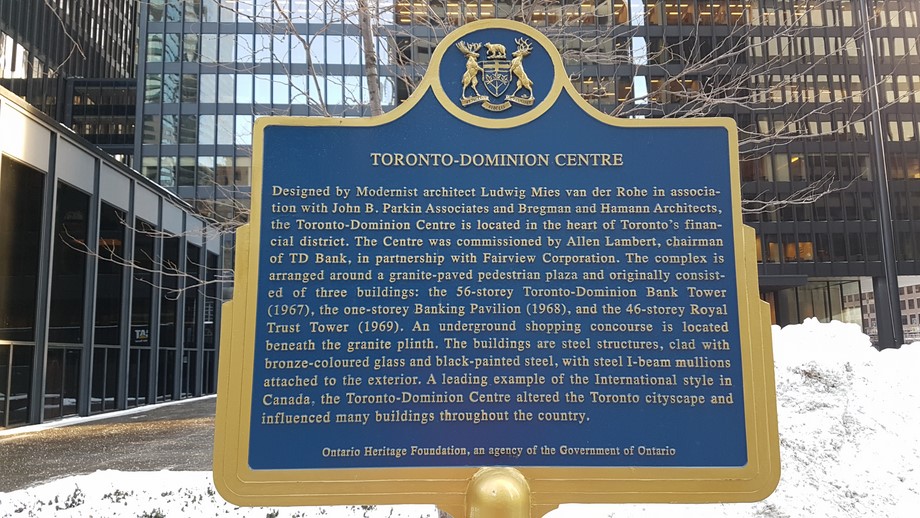 TORONTO-DOMINION CENTRE
Designed by Modernist architect Ludwig Mies van der Rohe in associa-
tion with John B. Parkin Associates and Bregman and Hamann Architects,
the Toronto-Dominion Centre is located in the heart of Toronto's finan-
cial district. The Centre was commissioned by Allen Lambert, chairman
of TD Bank, in partnership with Fairview Corporation. The complex is
arranged around a granite-paved pedestrian plaza and originally consist-
ed of three buildings: the 56-storey Toronto-Dominion Bank Tower
(1967), the one-storey Banking Pavilion (1968), and the 46-storey Royal
Trust Tower (1969). An underground shopping concourse is located
beneath the granite plinth. The buildings are steel structures, clad with
bronze-coloured glass and black-painted steel, with steel I-beam mullions
attached to the exterior. A leading example of the International style in
Canada, the Toronto-Dominion Centre altered the Toronto cityscape and
influenced many buildings throughout the country.
Ontario Heritage Foundation, an agency of the Government of Ontario